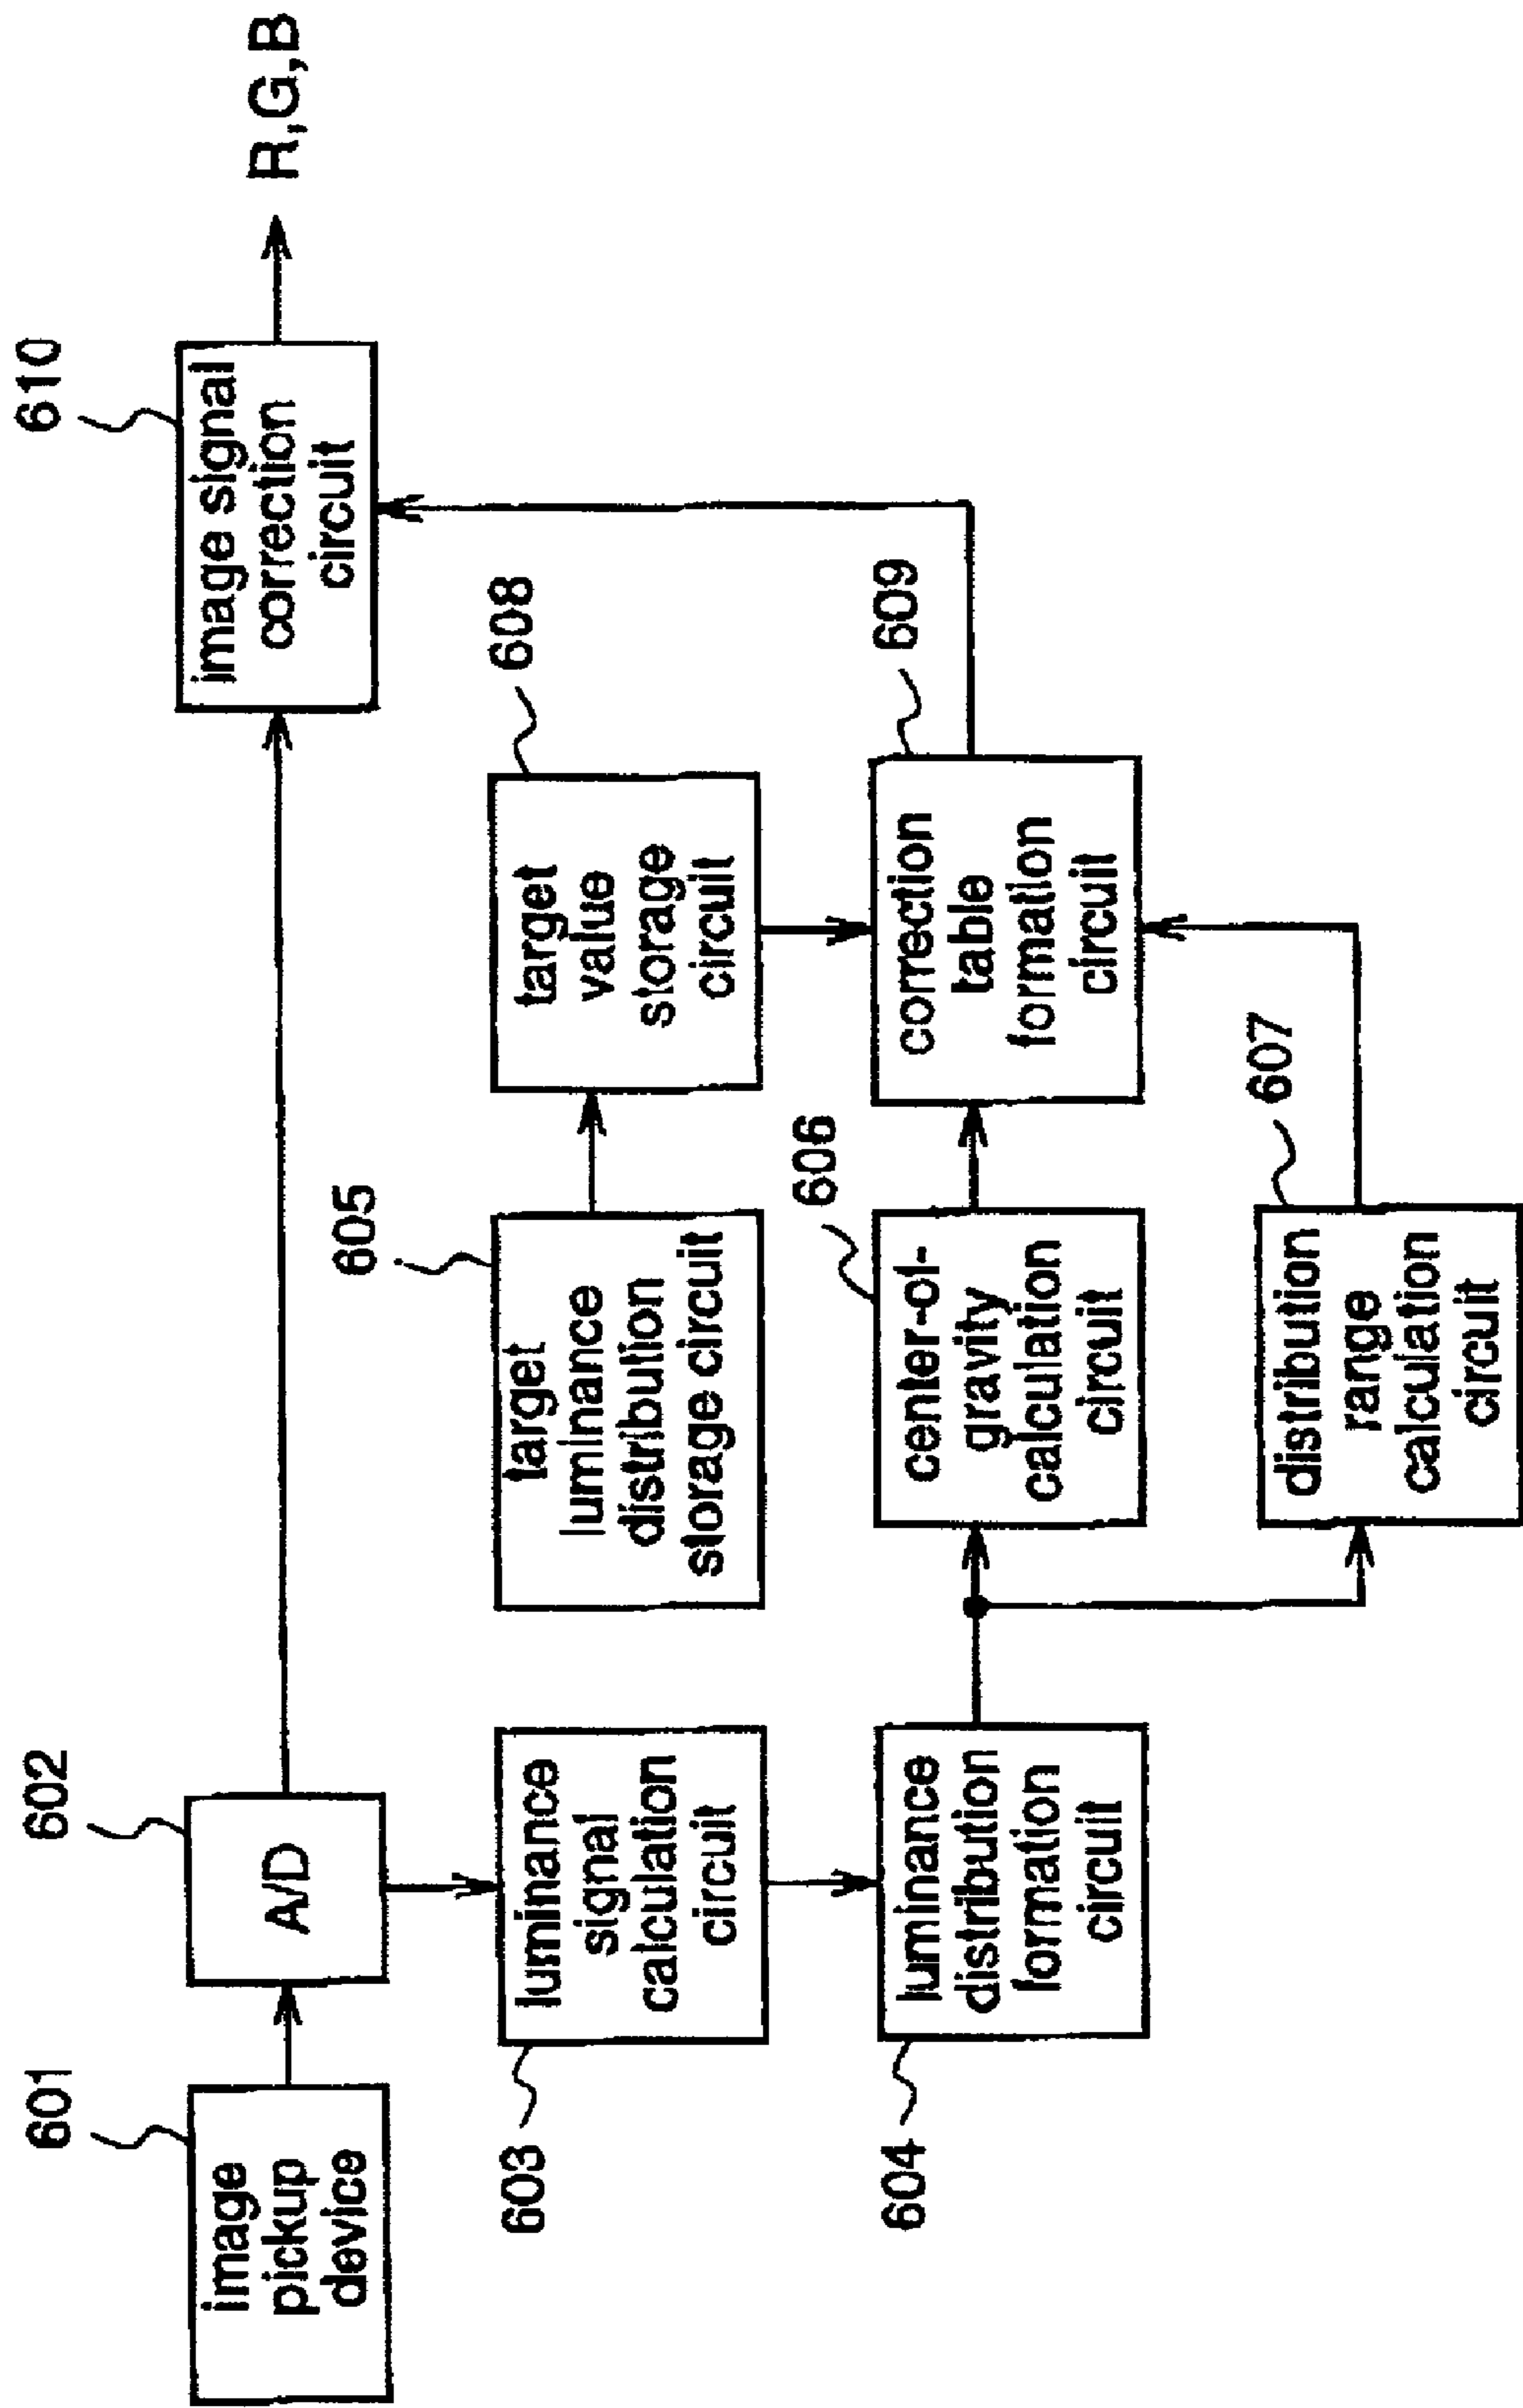 601
image
pickup
device
602
A/D
610
image signal
correction
circuit
R,G,B
603
luminance
signal
calculation
circuit
605
target
luminance
distribution
storage circuit
608
target
value
storage
circuit
604
luminance
distribution
formation
circuit
606
center-of-
gravity
calculation
circuit
609
correction
table
formation
circuit
607
distribution
range
calculation
circuit